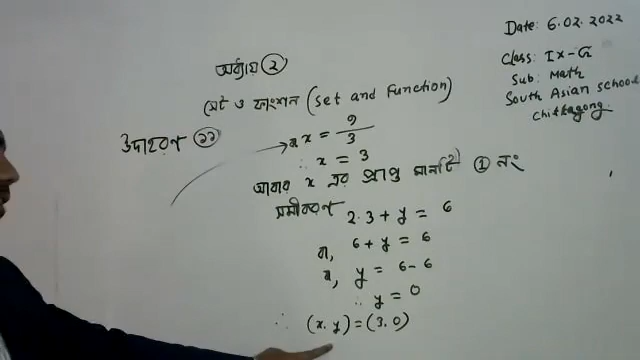 Date: 6.02.2022
Class: IX-G
Sub: Math
South Asian school
Chittagong.
অধ্যায় ২
সেট ও ফাংশন (Set and Function)
উদাহরণ ২২
বা, x = 9/3
∴ x = 3
আবার x এর প্রাপ্ত মানটি ① নং
সমীকরণ
2.3 + y = 6
বা, 6 + y = 6
বা, y = 6 - 6
∴ y = 0
∴ (x, y) = (3, 0)